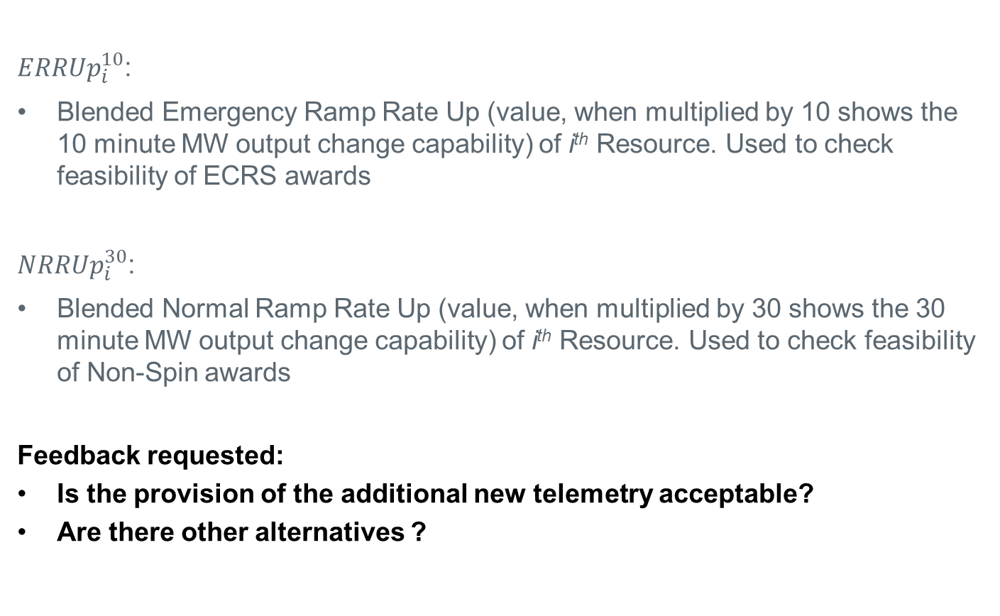 ERRUp_i^10:
• Blended Emergency Ramp Rate Up (value, when multiplied by 10 shows the
10 minute MW output change capability) of i^th Resource. Used to check
feasibility of ECRS awards
NRRUp_i^30:
• Blended Normal Ramp Rate Up (value, when multiplied by 30 shows the 30
minute MW output change capability) of i^th Resource. Used to check feasibility
of Non-Spin awards
Feedback requested:
• Is the provision of the additional new telemetry acceptable?
• Are there other alternatives ?